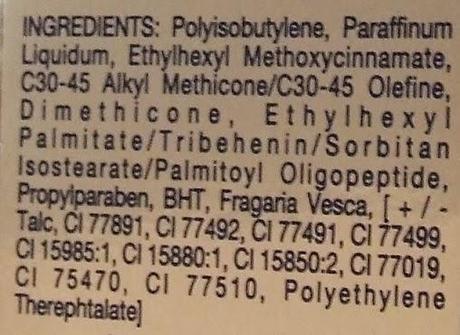 INGREDIENTS: Polyisobutylene, Paraffinum
Liquidum, Ethylhexyl Methoxycinnamate,
C30-45 Alkyl Methicone/C30-45 Olefine,
Dimethicone, Ethylhexyl
Palmitate/Tribehenin/Sorbitan
Isostearate/Palmitoyl Oligopeptide,
Propylparaben, BHT, Fragaria Vesca, [ + / -
Talc, CI 77891, CI 77492, CI 77491, CI 77499,
CI 15985:1, CI 15880:1, CI 15850:2, CI 77019,
CI 75470, CI 77510, Polyethylene
Therephtalate]